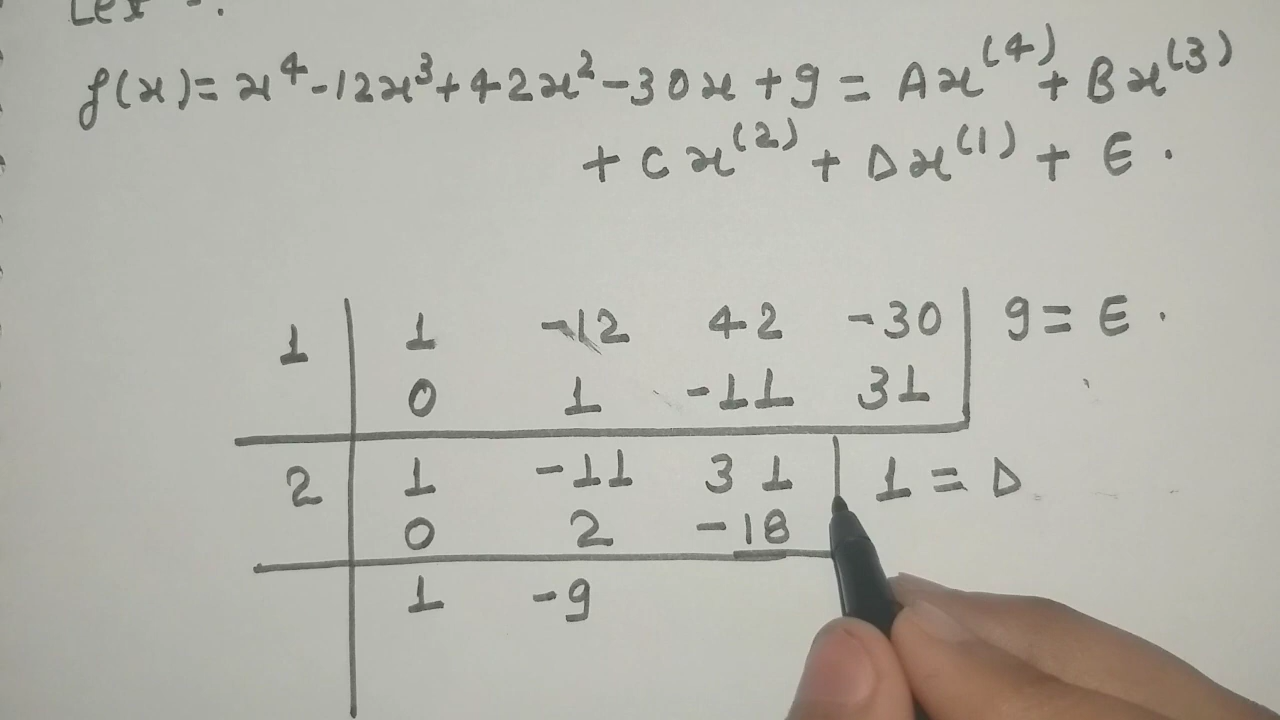 Let :
f(x) = x⁴ - 12x³ + 42x² - 30x + 9 = Ax⁽⁴⁾ + Bx⁽³⁾
+ Cx⁽²⁾ + Dx⁽¹⁾ + E .
1 | 1 -12 42 -30 | 9 = E .
0 1 -11 31
2 | 1 -11 31 | 1 = D
0 2 -18
1 -9